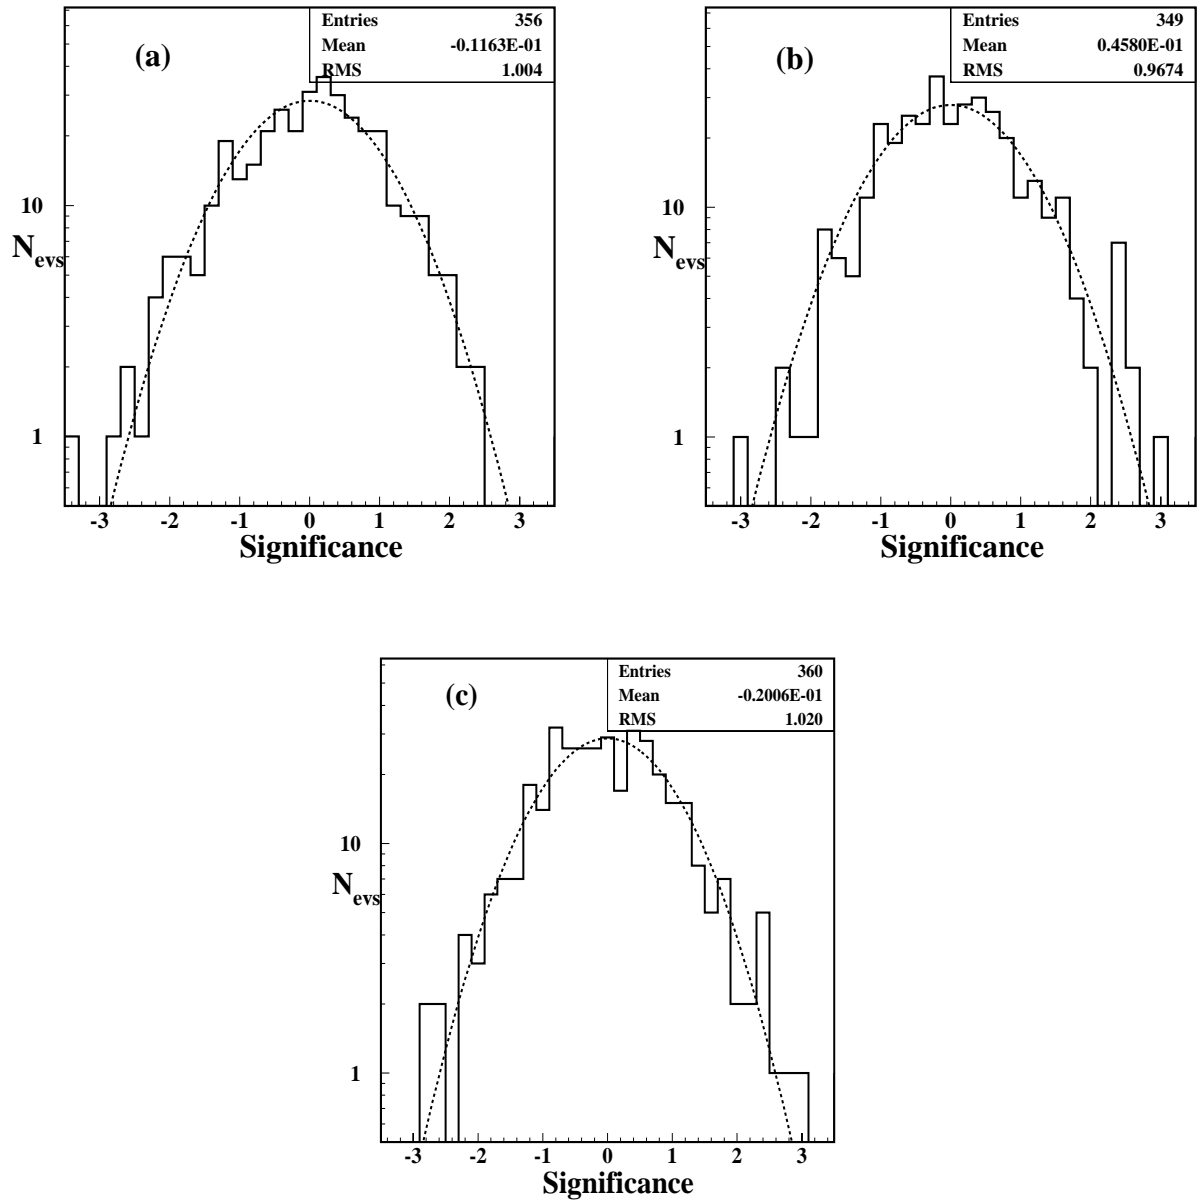 (a)
Entries 356
Mean -0.1163E-01
RMS 1.004
10
N_evs
1
-3 -2 -1 0 1 2 3
Significance
(b)
Entries 349
Mean 0.4580E-01
RMS 0.9674
10
N_evs
1
-3 -2 -1 0 1 2 3
Significance
(c)
Entries 360
Mean -0.2006E-01
RMS 1.020
10
N_evs
1
-3 -2 -1 0 1 2 3
Significance